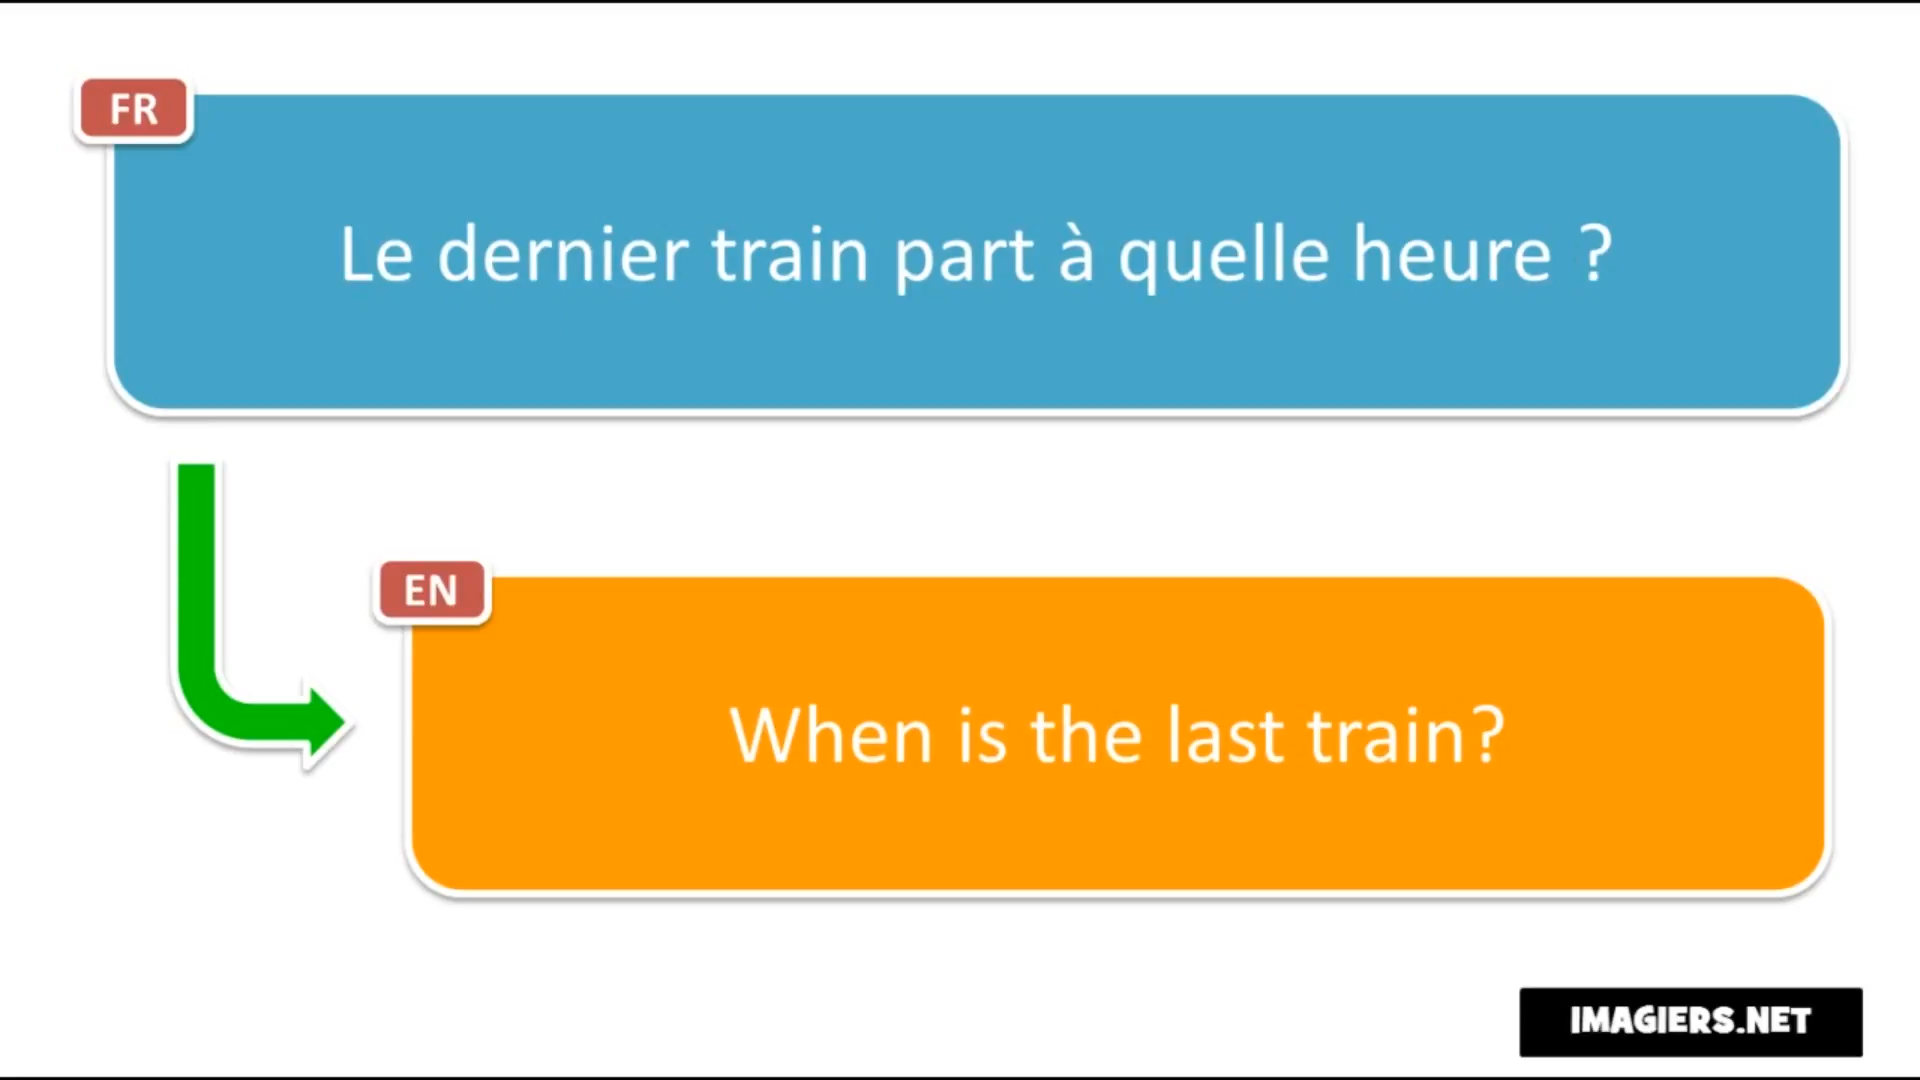 FR
Le dernier train part à quelle heure ?
EN
When is the last train?
IMAGIERS.NET